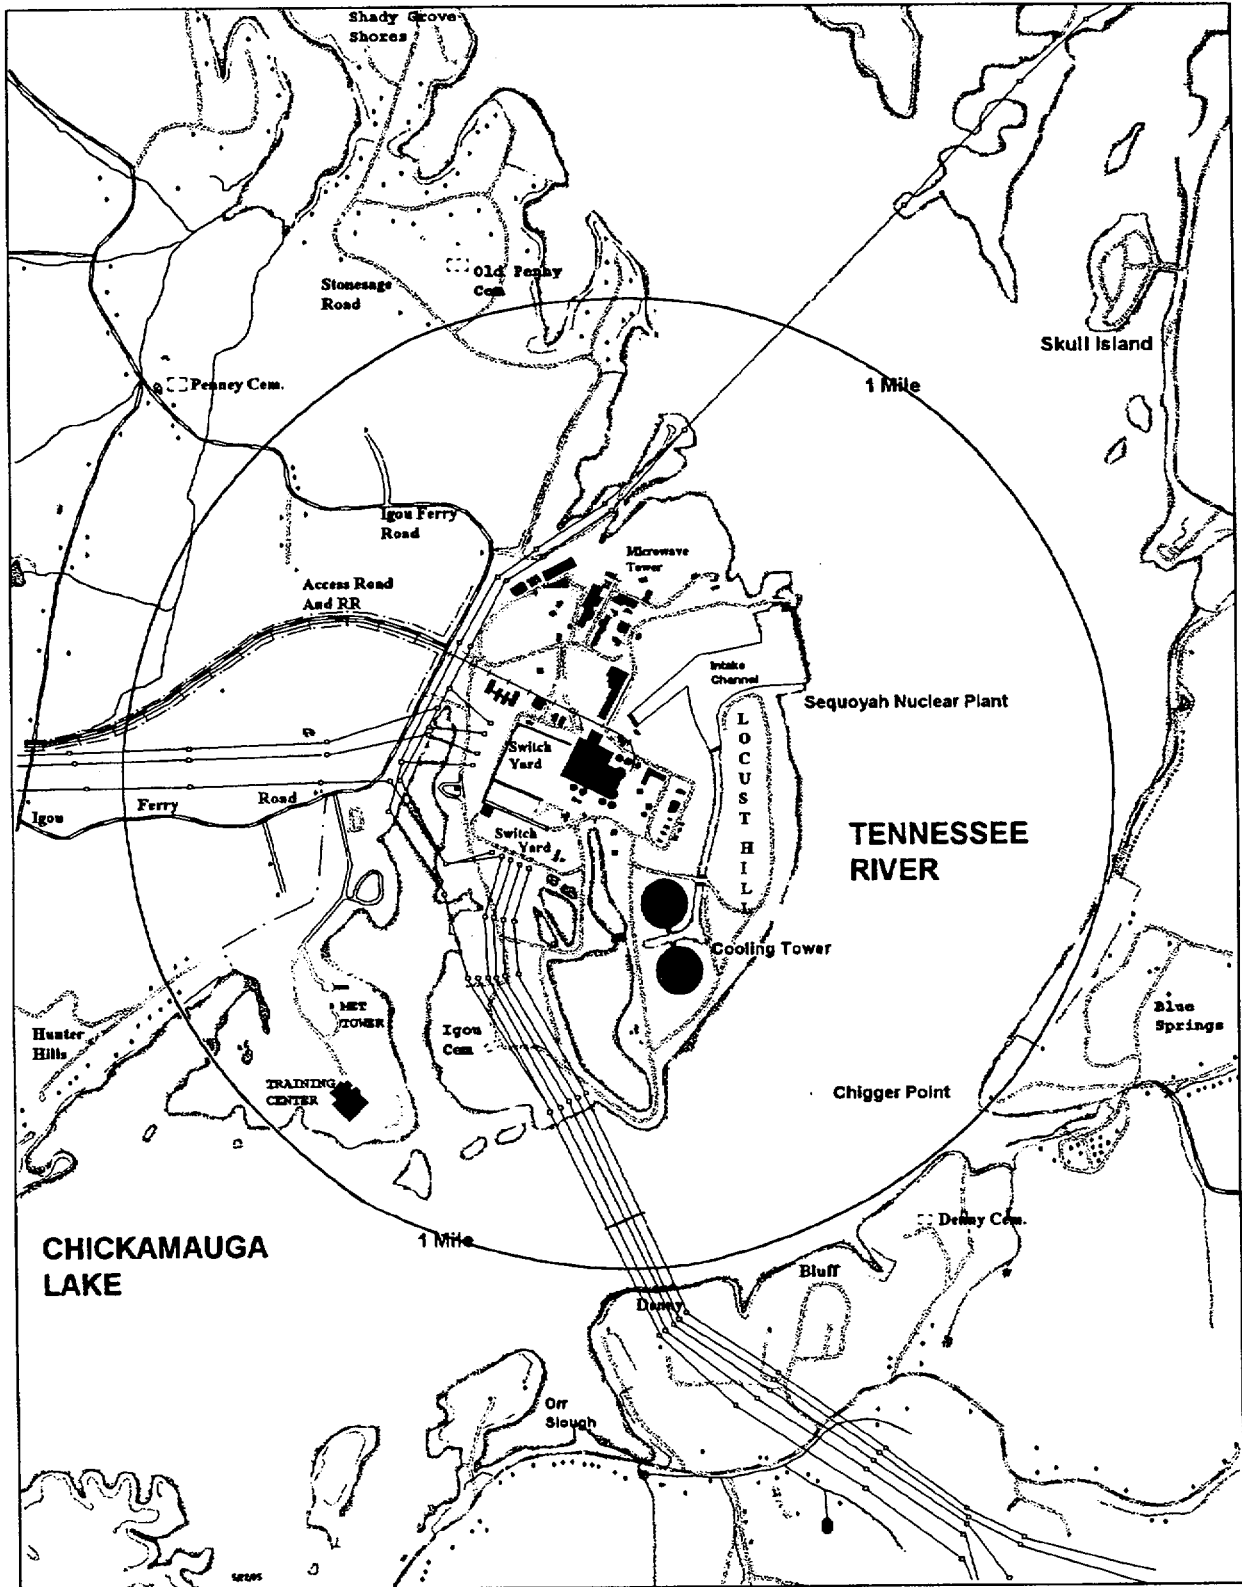 Shady Grove
Shores
Old Penny
Cem
Stonesage
Road
Skull Island
1 Mile
Penney Cem.
Igou Ferry
Road
Microwave
Tower
Access Road
And RR
Intake
Channel
Sequoyah Nuclear Plant
LOCUST HILL
Switch
Yard
Igou Ferry Road
Switch
Yard
TENNESSEE
RIVER
Cooling Tower
MET
TOWER
Igou
Cem
Hunter
Hills
Blue
Springs
TRAINING
CENTER
Chigger Point
Denny Cem.
CHICKAMAUGA
LAKE
1 Mile
Bluff
Danny
Orr
Slough